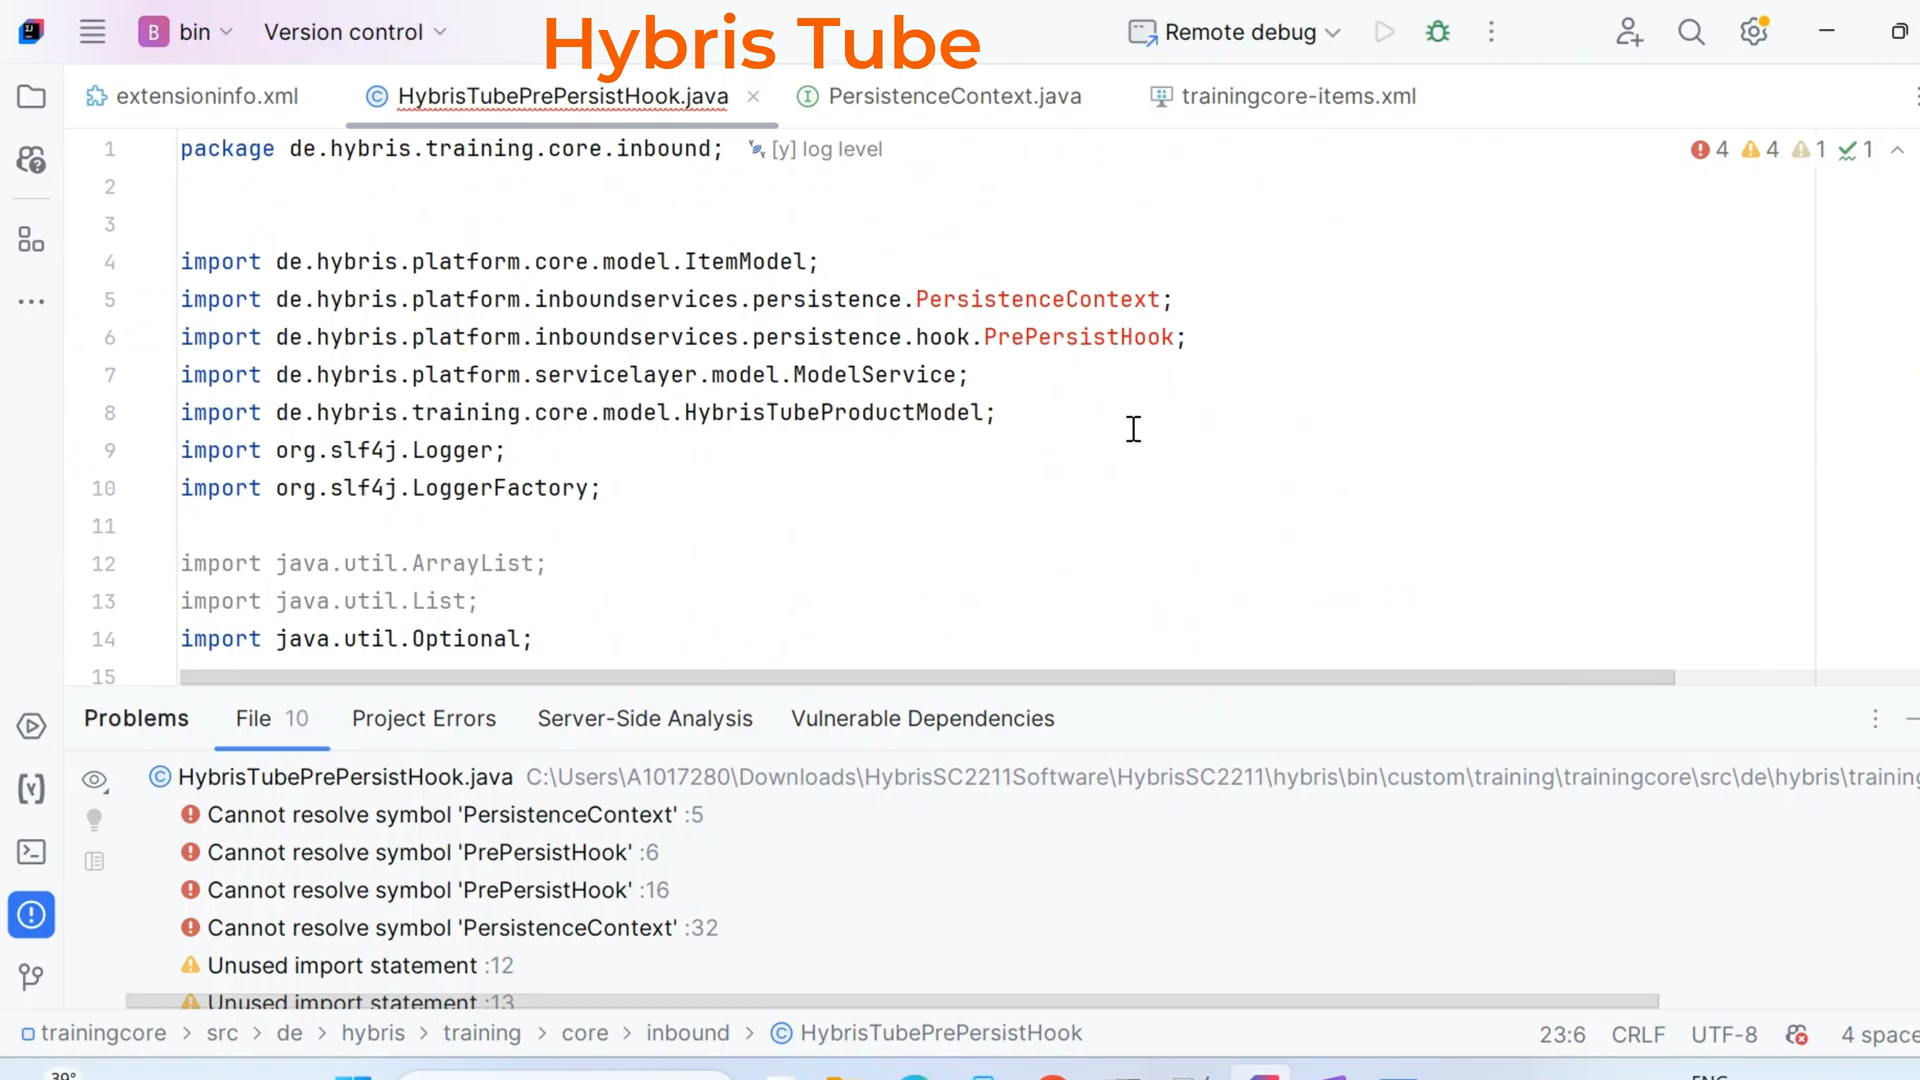 B bin Version control Hybris Tube Remote debug
extensioninfo.xml HybrisTubePrePersistHook.java PersistenceContext.java trainingcore-items.xml
1 package de.hybris.training.core.inbound; [y] log level 4 4 1 1
2
3
4 import de.hybris.platform.core.model.ItemModel;
5 import de.hybris.platform.inboundservices.persistence.PersistenceContext;
6 import de.hybris.platform.inboundservices.persistence.hook.PrePersistHook;
7 import de.hybris.platform.servicelayer.model.ModelService;
8 import de.hybris.training.core.model.HybrisTubeProductModel;
9 import org.slf4j.Logger;
10 import org.slf4j.LoggerFactory;
11
12 import java.util.ArrayList;
13 import java.util.List;
14 import java.util.Optional;
15
Problems File 10 Project Errors Server-Side Analysis Vulnerable Dependencies
HybrisTubePrePersistHook.java C:\Users\A1017280\Downloads\HybrisSC2211Software\HybrisSC2211\hybris\bin\custom\training\trainingcore\src\de\hybris\training
Cannot resolve symbol 'PersistenceContext' :5
Cannot resolve symbol 'PrePersistHook' :6
Cannot resolve symbol 'PrePersistHook' :16
Cannot resolve symbol 'PersistenceContext' :32
Unused import statement :12
Unused import statement :13
trainingcore > src > de > hybris > training > core > inbound > HybrisTubePrePersistHook 23:6 CRLF UTF-8 4 space
39°
ENG